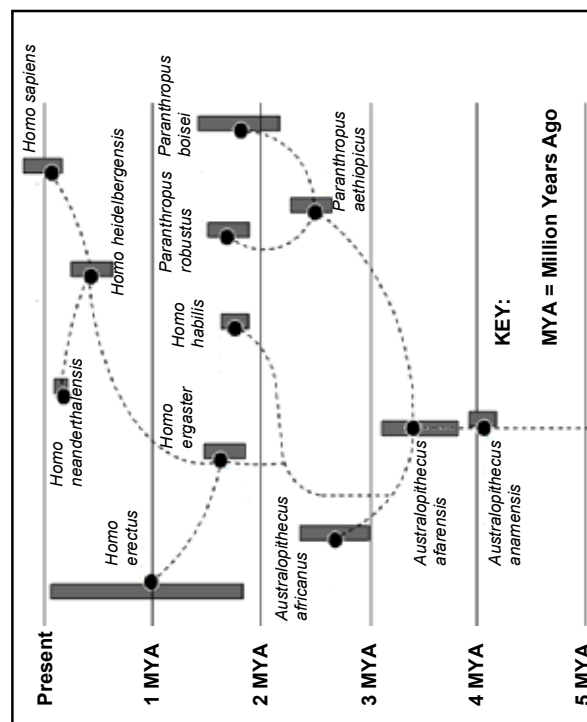 Homo sapiens
Homo heidelbergensis
Homo
neanderthalensis
Paranthropus
boisei
Paranthropus
robustus
Paranthropus
aethiopicus
Homo
habilis
Homo
ergaster
Homo
erectus
Australopithecus
africanus
Australopithecus
afarensis
Australopithecus
anamensis
KEY:
MYA = Million Years Ago
Present
1 MYA
2 MYA
3 MYA
4 MYA
5 MYA